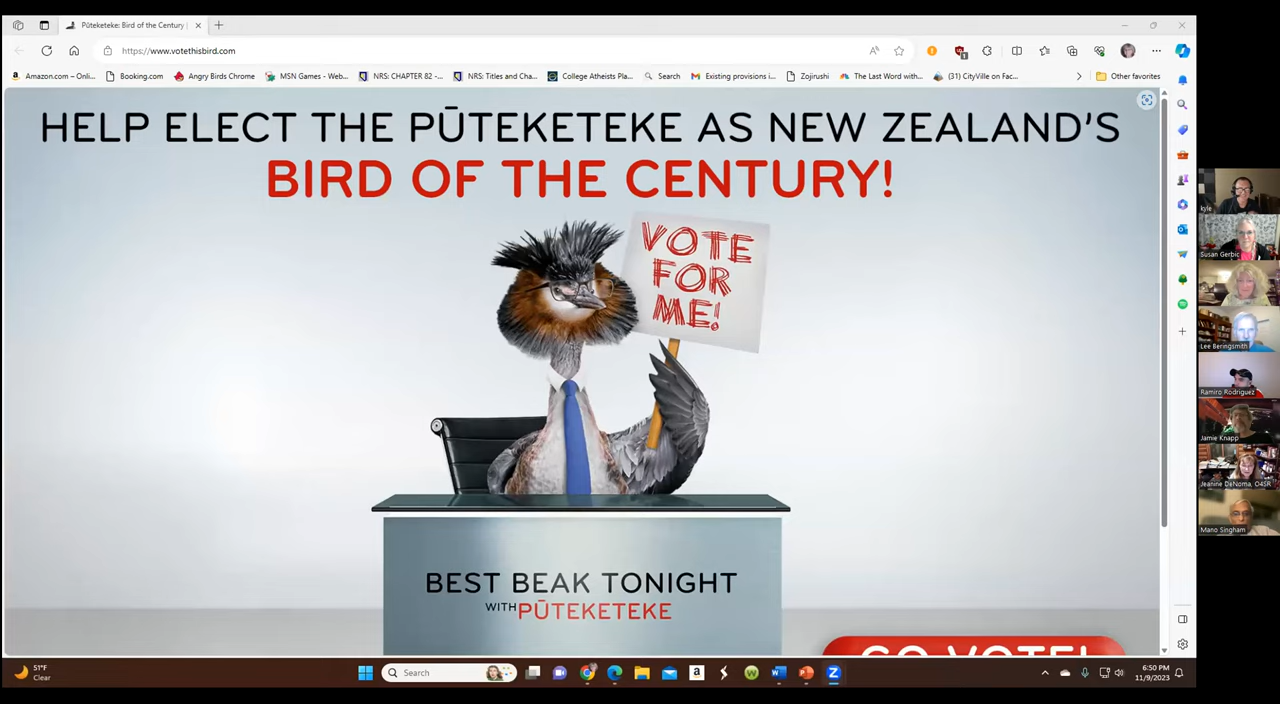 Pūteketeke: Bird of the Century |
https://www.votethisbird.com
Amazon.com – Onli...
Booking.com
Angry Birds Chrome
MSN Games - Web...
NRS: CHAPTER 82 -...
NRS: Titles and Cha...
College Atheists Pla...
Search
Existing provisions i...
Zojirushi
The Last Word with...
(31) CityVille on Fac...
Other favorites
HELP ELECT THE PŪTEKETEKE AS NEW ZEALAND'S
BIRD OF THE CENTURY!
VOTE
FOR
ME!
BEST BEAK TONIGHT
WITH PŪTEKETEKE
GO VOTE!
kyle
Susan Gerbic
Lee Beringsmith
Ramiro Rodriguez
Jamie Knapp
Jeanine DeNoma, O4SR
Mano Singham
51°F
Clear
Search
6:50 PM
11/9/2023